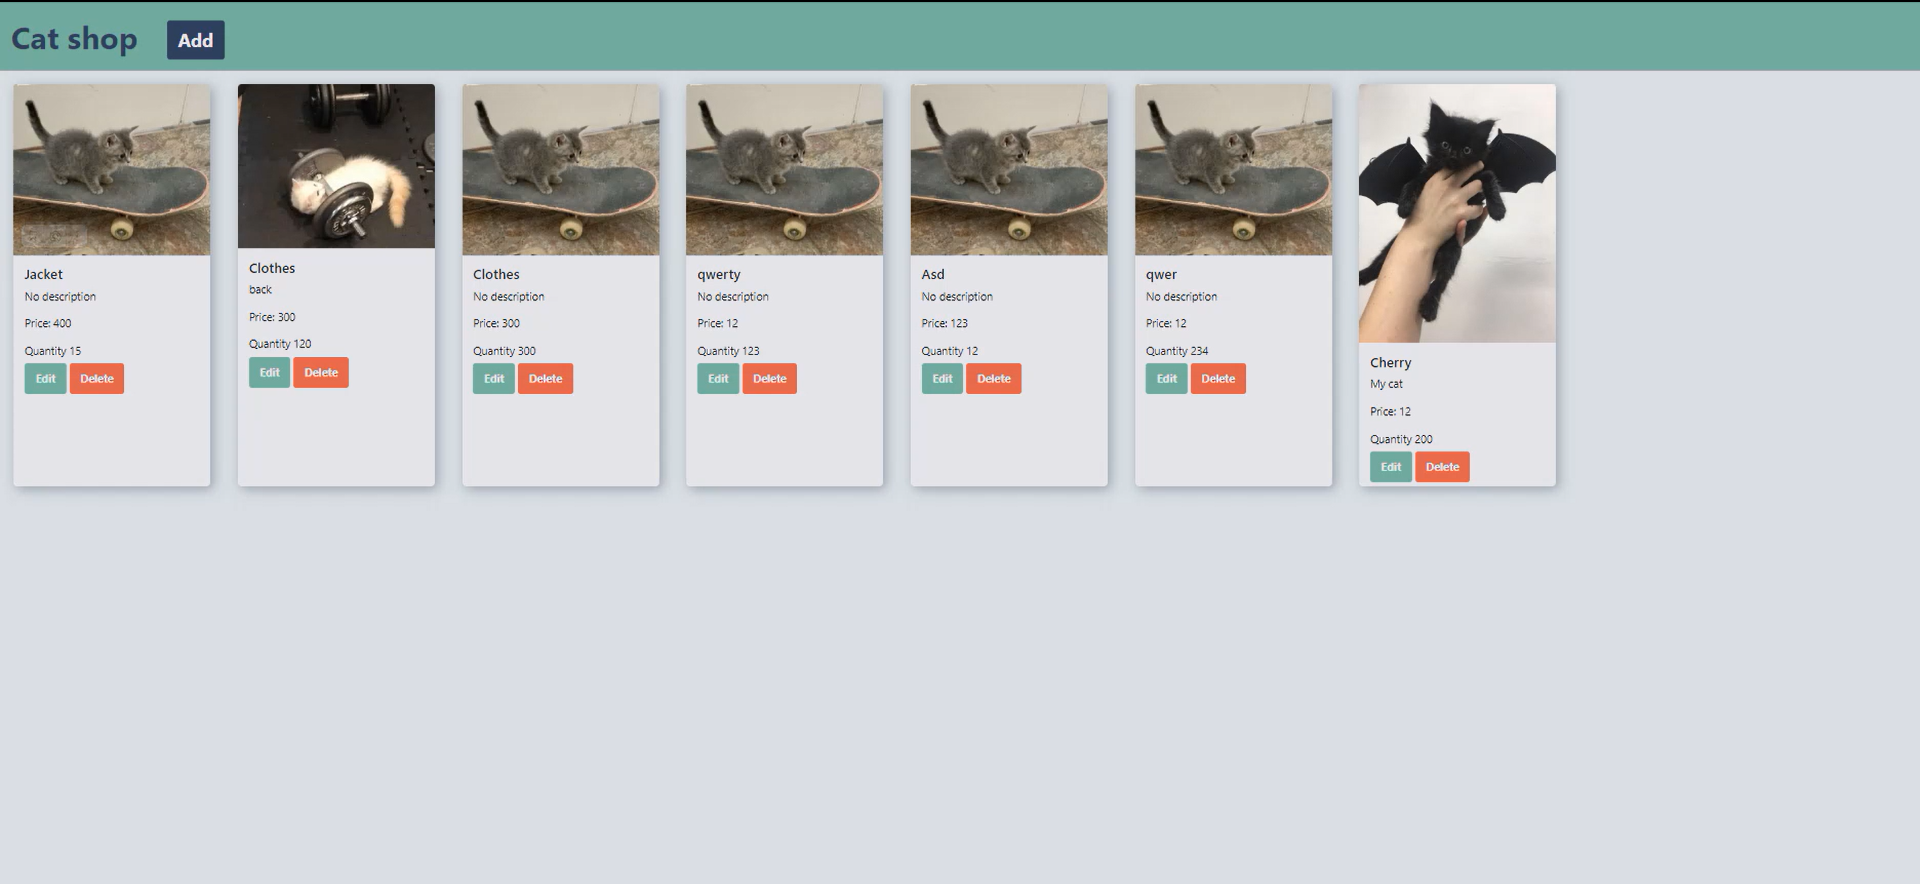 Cat shop
Add
Jacket
No description
Price: 400
Quantity 15
Edit
Delete
Clothes
back
Price: 300
Quantity 120
Edit
Delete
Clothes
No description
Price: 300
Quantity 300
Edit
Delete
qwerty
No description
Price: 12
Quantity 123
Edit
Delete
Asd
No description
Price: 123
Quantity 12
Edit
Delete
qwer
No description
Price: 12
Quantity 234
Edit
Delete
Cherry
My cat
Price: 12
Quantity 200
Edit
Delete